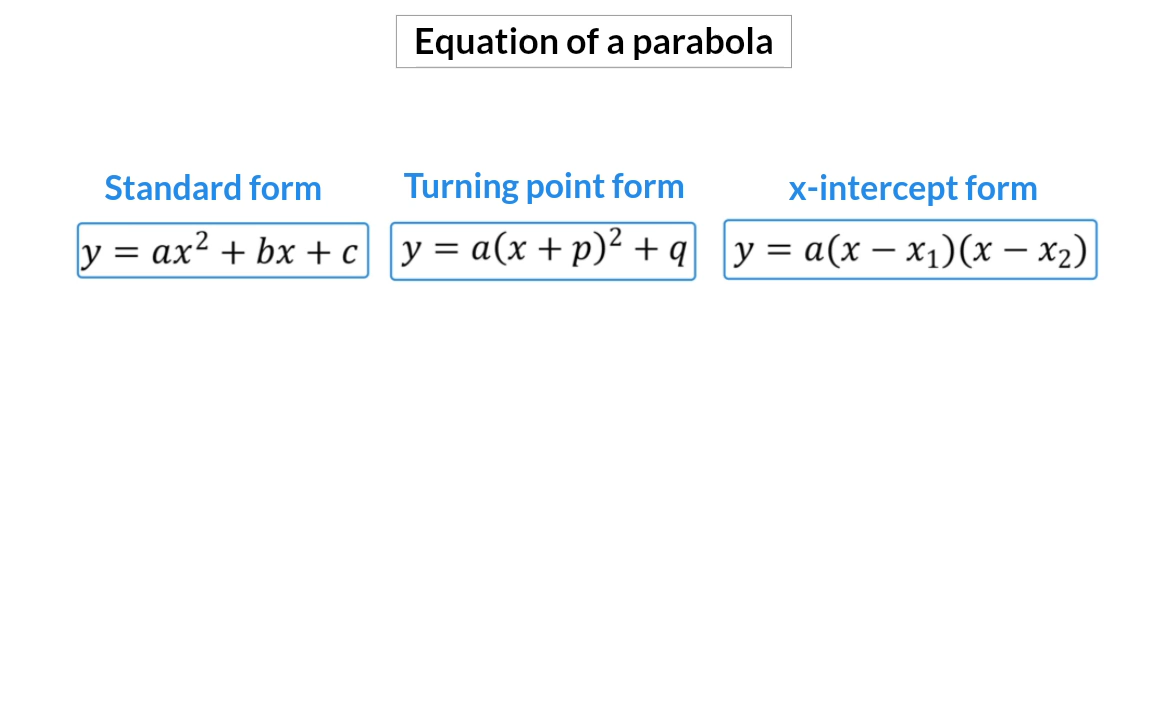 Equation of a parabola
Standard form
y = ax² + bx + c
Turning point form
y = a(x + p)² + q
x-intercept form
y = a(x − x₁)(x − x₂)